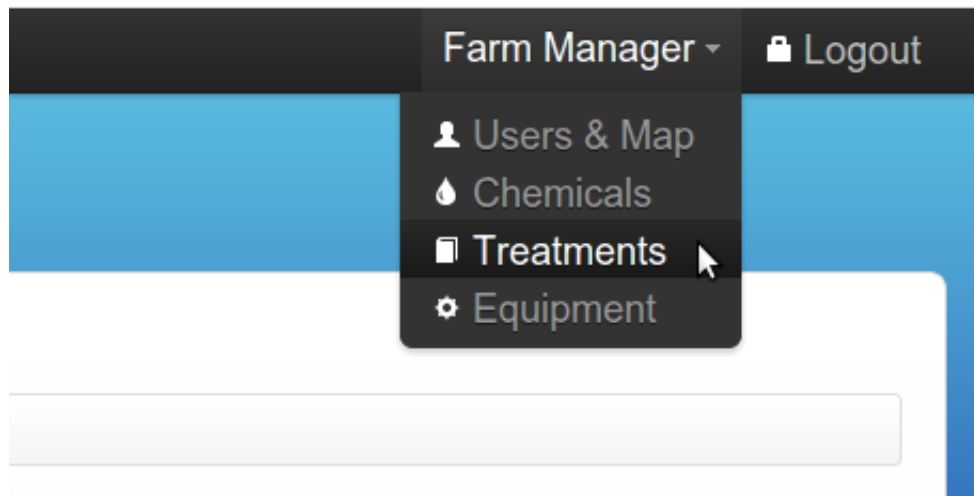 Farm Manager Logout
Users & Map
Chemicals
Treatments
Equipment